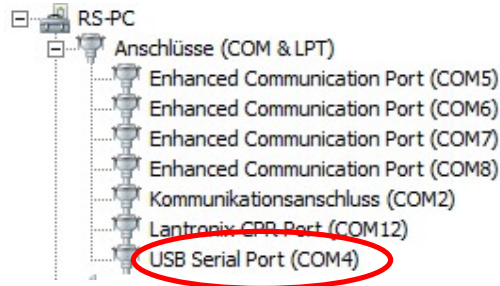 RS-PC
Anschlüsse (COM & LPT)
Enhanced Communication Port (COM5)
Enhanced Communication Port (COM6)
Enhanced Communication Port (COM7)
Enhanced Communication Port (COM8)
Kommunikationsanschluss (COM2)
Lantronix CPR Port (COM12)
USB Serial Port (COM4)